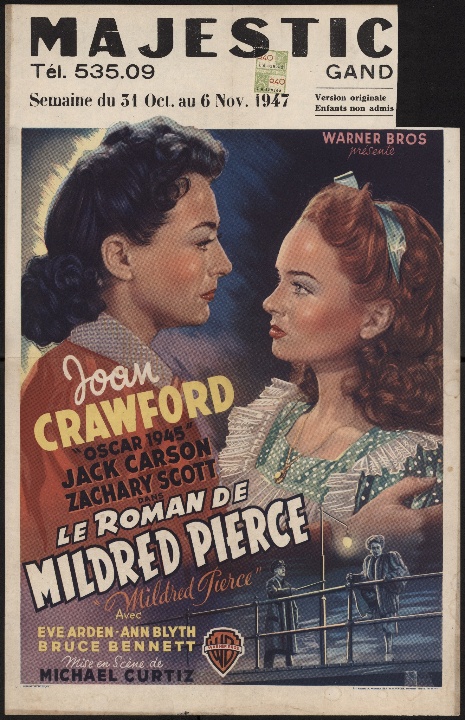 MAJESTIC
Tél. 535.09
GAND
Semaine du 31 Oct. au 6 Nov. 1947
Version originale
Enfants non admis
WARNER BROS
présente
Joan
CRAWFORD
"OSCAR 1945"
JACK CARSON
ZACHARY SCOTT
DANS
LE ROMAN DE
MILDRED PIERCE
"Mildred Pierce"
Avec
EVE ARDEN - ANN BLYTH
BRUCE BENNETT
Mise en Scène de
MICHAEL CURTIZ